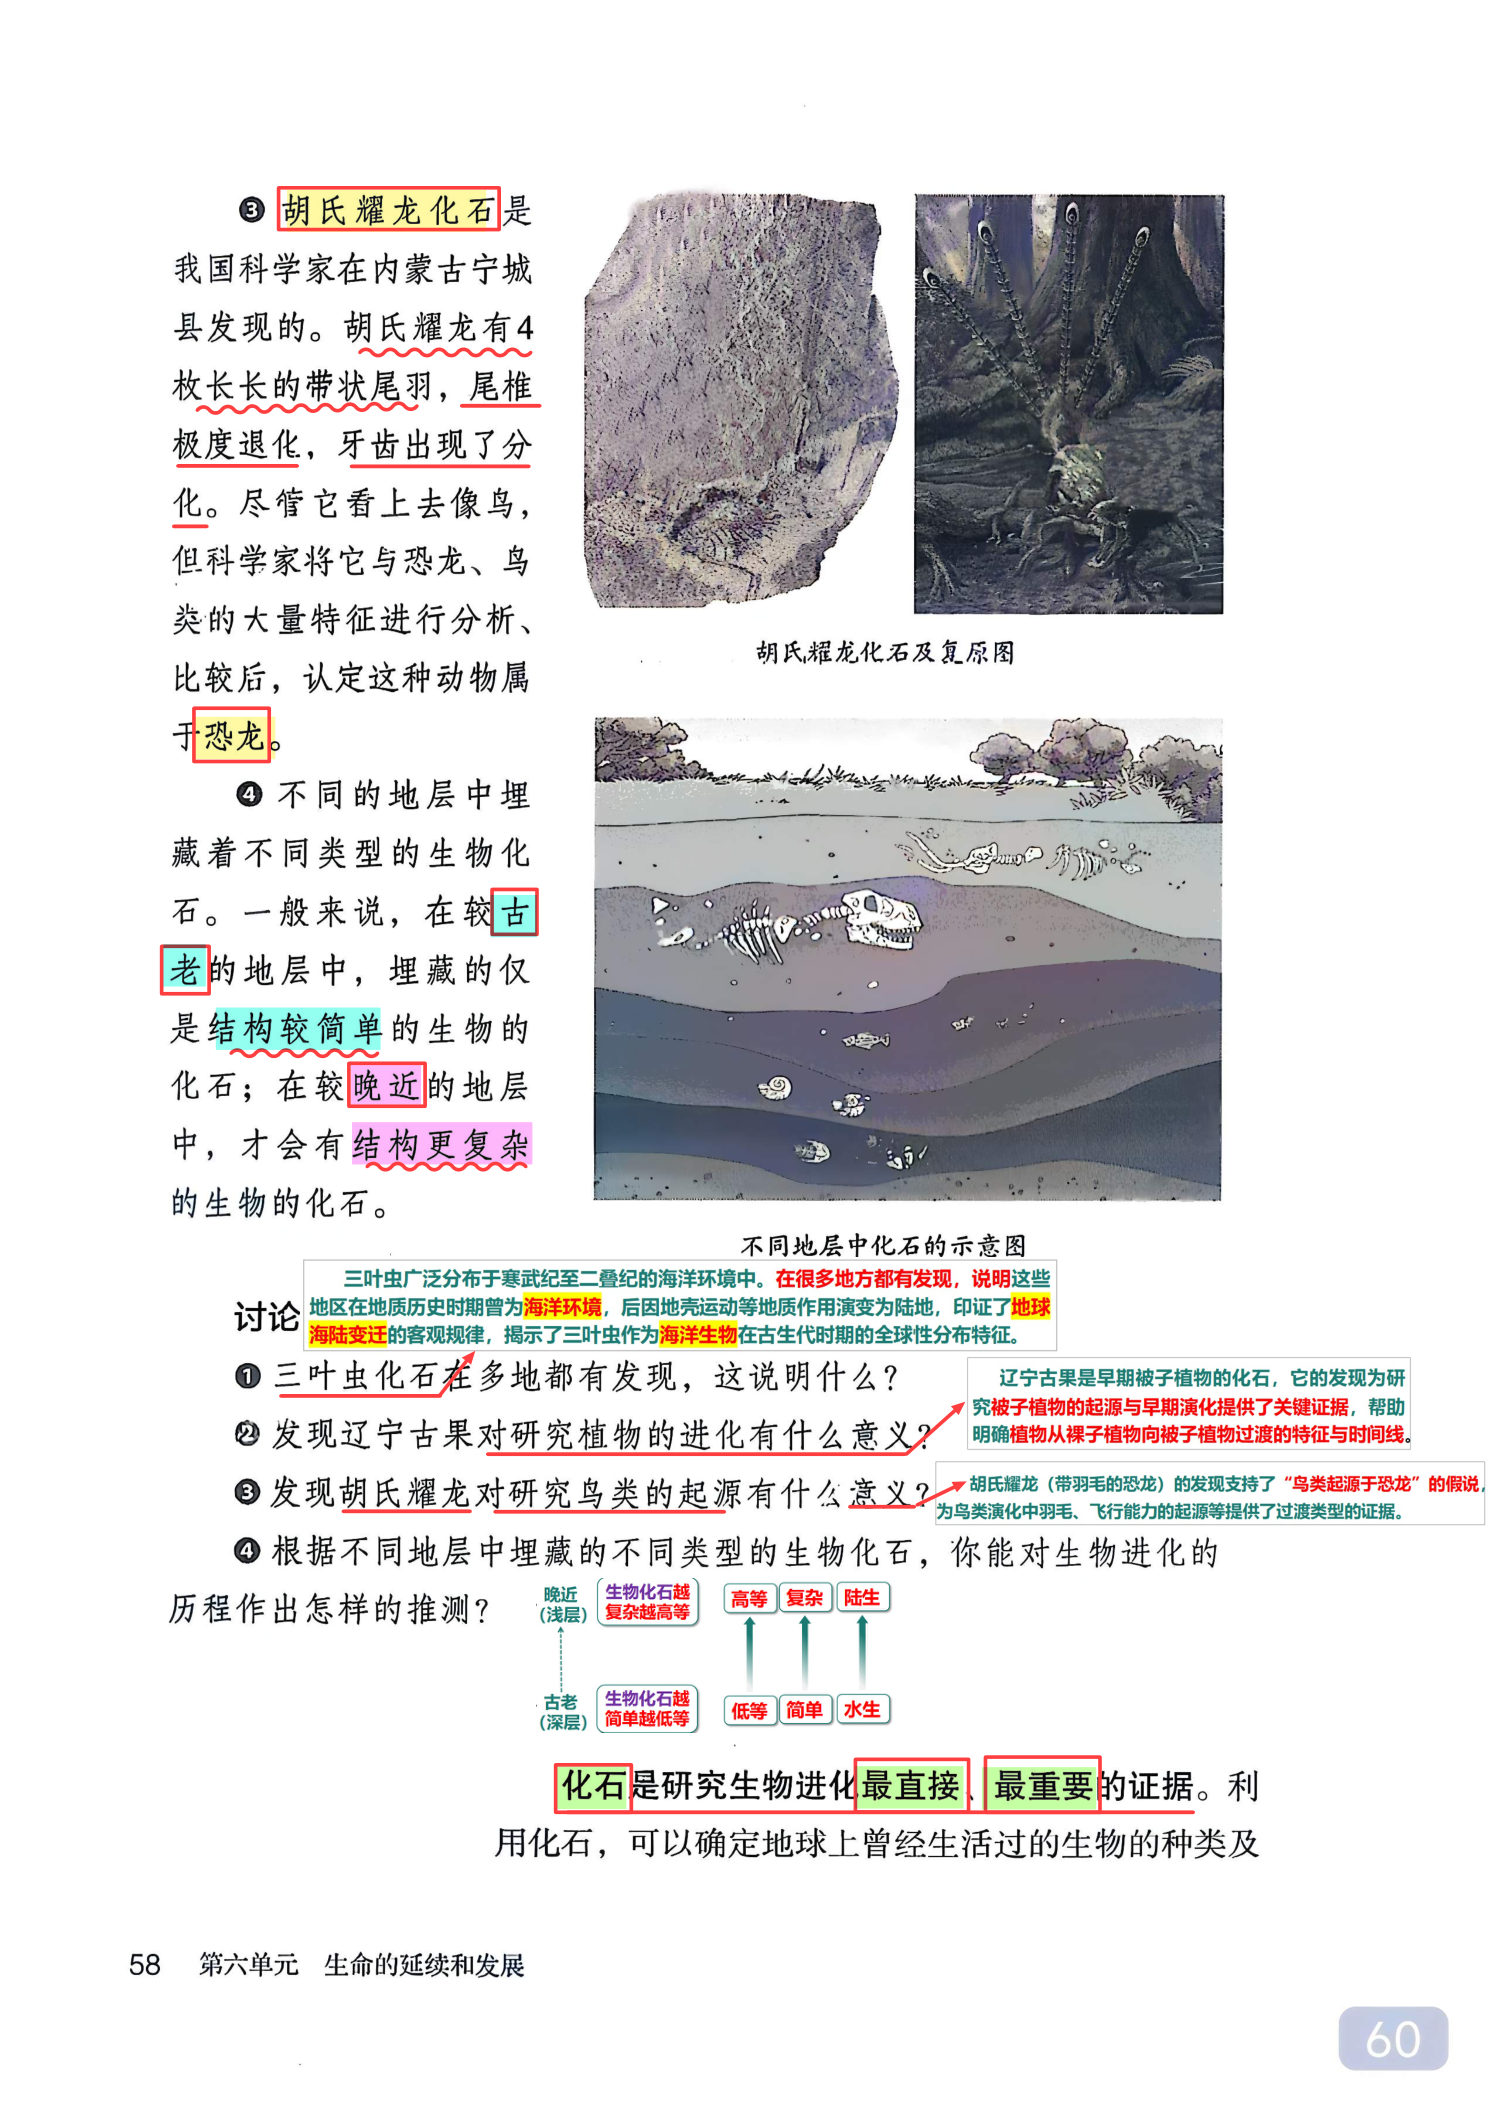 ❸ 胡氏耀龙化石是
我国科学家在内蒙古宁城
县发现的。胡氏耀龙有4
枚长长的带状尾羽，尾椎
极度退化，牙齿出现了分
化。尽管它看上去像鸟，
但科学家将它与恐龙、鸟
类的大量特征进行分析、
比较后，认定这种动物属
于恐龙。
胡氏耀龙化石及复原图
❹ 不同的地层中埋
藏着不同类型的生物化
石。一般来说，在较古
老的地层中，埋藏的仅
是结构较简单的生物的
化石；在较晚近的地层
中，才会有结构更复杂
的生物的化石。
不同地层中化石的示意图
三叶虫广泛分布于寒武纪至二叠纪的海洋环境中。在很多地方都有发现，说明这些
地区在地质历史时期曾为海洋环境，后因地壳运动等地质作用演变为陆地，印证了地球
海陆变迁的客观规律，揭示了三叶虫作为海洋生物在古生代时期的全球性分布特征。
讨论
❶ 三叶虫化石在多地都有发现，这说明什么？
❷ 发现辽宁古果对研究植物的进化有什么意义？
辽宁古果是早期被子植物的化石，它的发现为研
究被子植物的起源与早期演化提供了关键证据，帮助
明确植物从裸子植物向被子植物过渡的特征与时间线。
❸ 发现胡氏耀龙对研究鸟类的起源有什么意义？
胡氏耀龙（带羽毛的恐龙）的发现支持了“鸟类起源于恐龙”的假说，
为鸟类演化中羽毛、飞行能力的起源等提供了过渡类型的证据。
❹ 根据不同地层中埋藏的不同类型的生物化石，你能对生物进化的
历程作出怎样的推测？
晚近
（浅层）
生物化石越
复杂越高等
高等 复杂 陆生
古老
（深层）
生物化石越
简单越低等
低等 简单 水生
化石是研究生物进化最直接、最重要的证据。利
用化石，可以确定地球上曾经生活过的生物的种类及
58 第六单元 生命的延续和发展
60